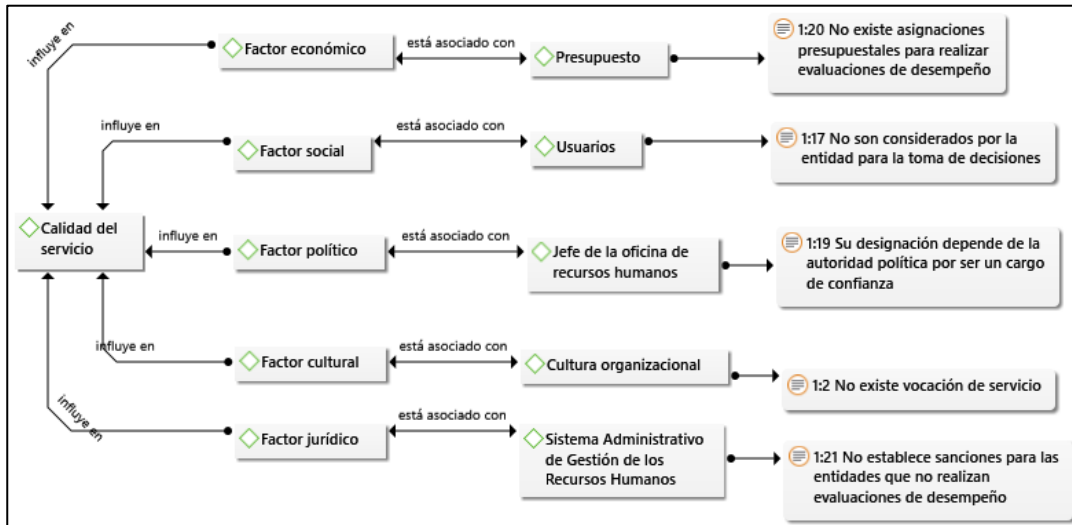 influye en
Factor económico
está asociado con
Presupuesto
1:20 No existe asignaciones
presupuestales para realizar
evaluaciones de desempeño
influye en
Factor social
está asociado con
Usuarios
1:17 No son considerados por la
entidad para la toma de decisiones
Calidad del
servicio
influye en
Factor político
está asociado con
Jefe de la oficina de
recursos humanos
1:19 Su designación depende de la
autoridad política por ser un cargo
de confianza
influye en
Factor cultural
está asociado con
Cultura organizacional
1:2 No existe vocación de servicio
influye en
Factor jurídico
está asociado con
Sistema Administrativo
de Gestión de los
Recursos Humanos
1:21 No establece sanciones para las
entidades que no realizan
evaluaciones de desempeño